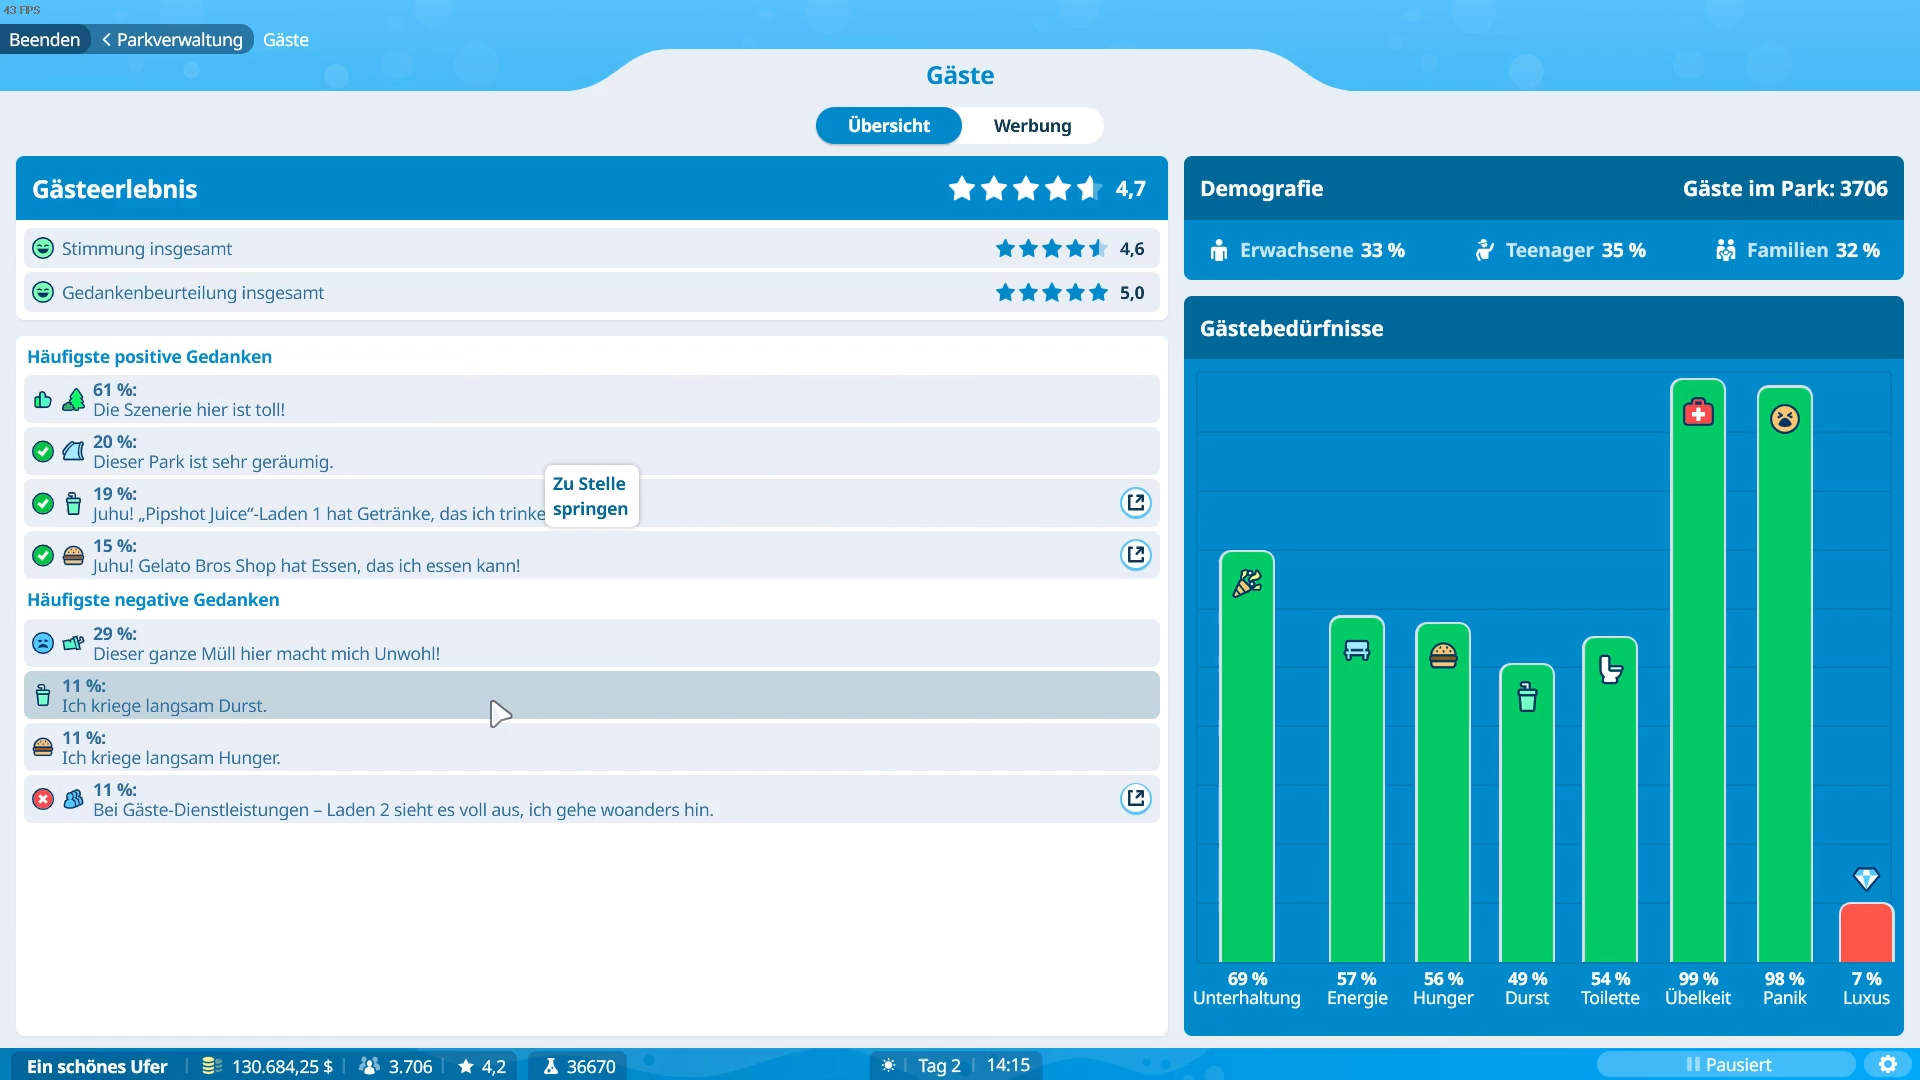 43 FPS
Beenden
Parkverwaltung
Gäste
Gäste
Übersicht
Werbung
Gästeerlebnis
4,7
Stimmung insgesamt
4,6
Gedankenbeurteilung insgesamt
5,0
Häufigste positive Gedanken
61 %:
Die Szenerie hier ist toll!
20 %:
Dieser Park ist sehr geräumig.
19 %:
Juhu! „Pipshot Juice“-Laden 1 hat Getränke, das ich trinke
Zu Stelle
springen
15 %:
Juhu! Gelato Bros Shop hat Essen, das ich essen kann!
Häufigste negative Gedanken
29 %:
Dieser ganze Müll hier macht mich Unwohl!
11 %:
Ich kriege langsam Durst.
11 %:
Ich kriege langsam Hunger.
11 %:
Bei Gäste-Dienstleistungen – Laden 2 sieht es voll aus, ich gehe woanders hin.
Demografie
Gäste im Park: 3706
Erwachsene 33 %
Teenager 35 %
Familien 32 %
Gästebedürfnisse
69 %
Unterhaltung
57 %
Energie
56 %
Hunger
49 %
Durst
54 %
Toilette
99 %
Übelkeit
98 %
Panik
7 %
Luxus
Ein schönes Ufer
130.684,25 $
3.706
4,2
36670
Tag 2
14:15
Pausiert